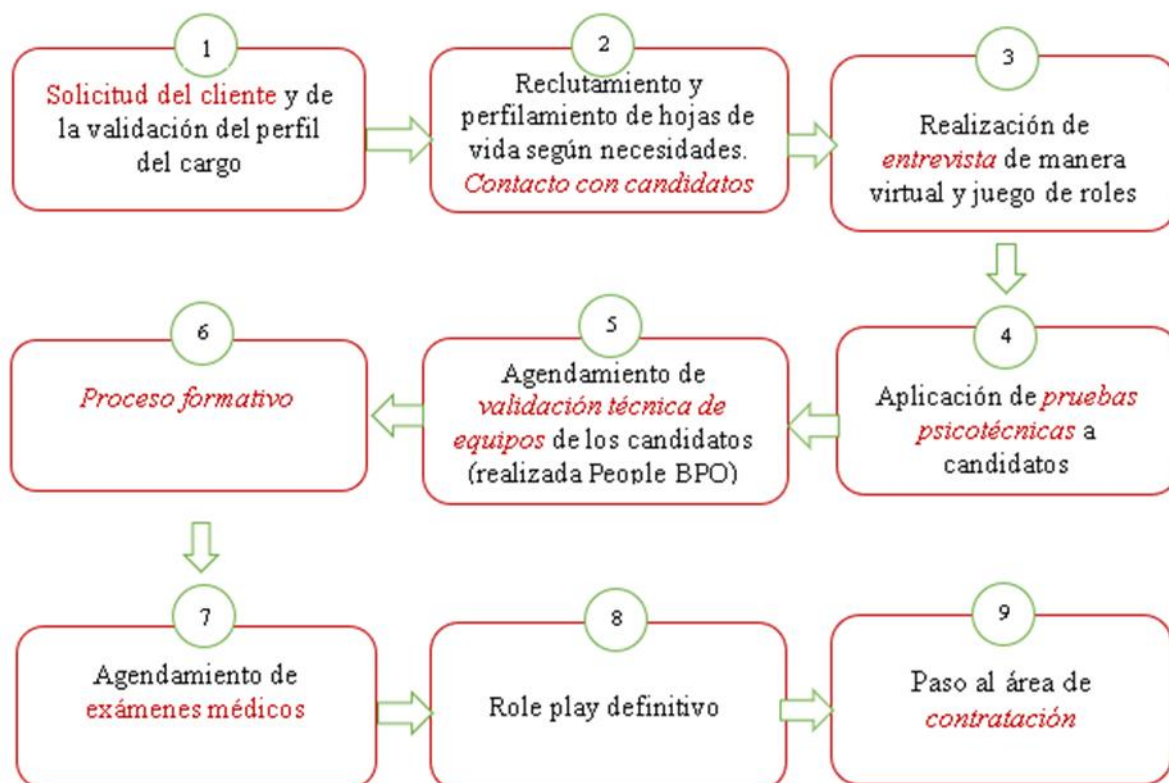 1
Solicitud del cliente y de
la validación del perfil
del cargo
2
Reclutamiento y
perfilamiento de hojas de
vida según necesidades.
Contacto con candidatos
3
Realización de
entrevista de manera
virtual y juego de roles
4
Aplicación de pruebas
psicotécnicas a
candidatos
5
Agendamiento de
validación técnica de
equipos de los candidatos
(realizada People BPO)
6
Proceso formativo
7
Agendamiento de
exámenes médicos
8
Role play definitivo
9
Paso al área de
contratación